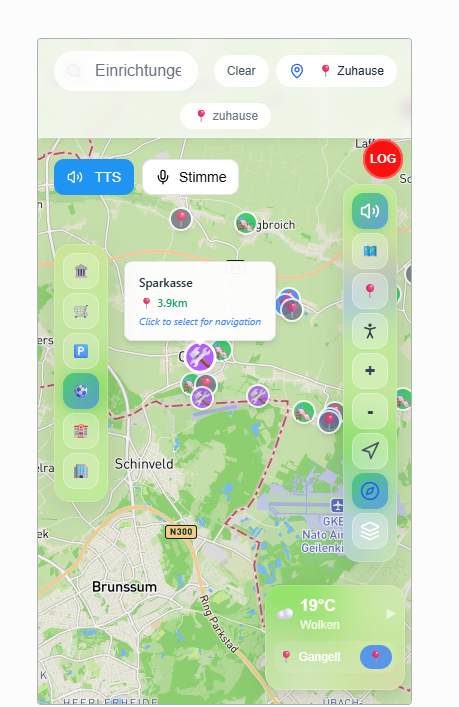 Einrichtunge
Clear
Zuhause
zuhause
LOG
TTS
Stimme
gbroich
Sparkasse
3.9km
Click to select for navigation
P
+
-
Schinveld
N300
Nato Air
Geilenki
Brunssum
Ring Parkstad
19°C
Wolken
Gangelt
HEERLERHEIDE
UBACH-